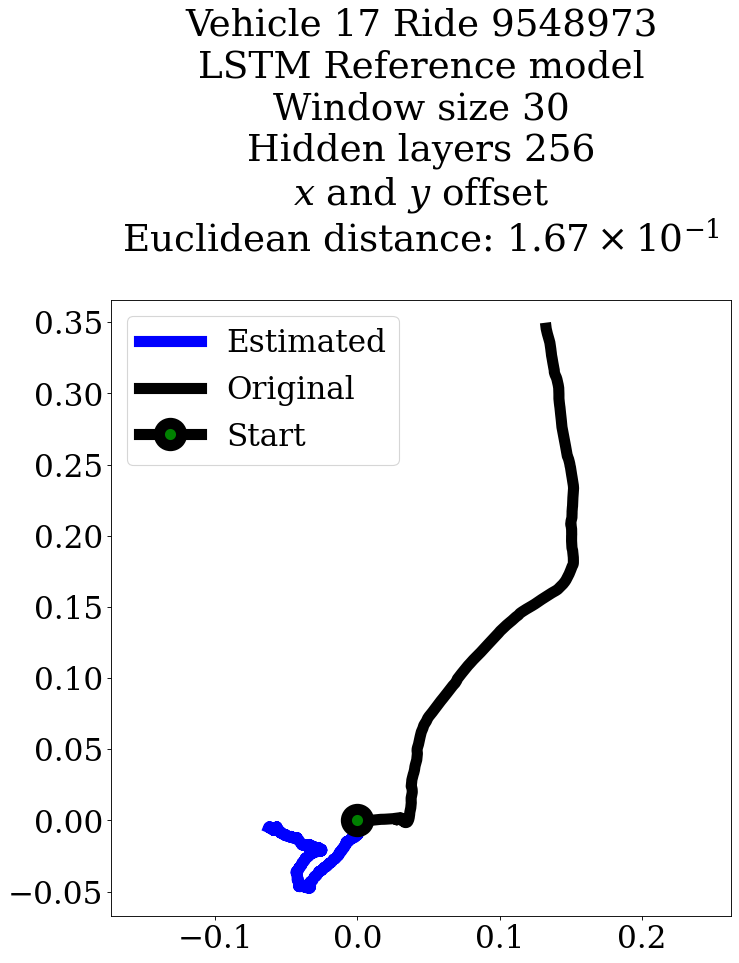 Vehicle 17 Ride 9548973
LSTM Reference model
Window size 30
Hidden layers 256
x and y offset
Euclidean distance: 1.67 × 10⁻¹
Estimated
Original
Start
0.35
0.30
0.25
0.20
0.15
0.10
0.05
0.00
−0.05
−0.1 0.0 0.1 0.2